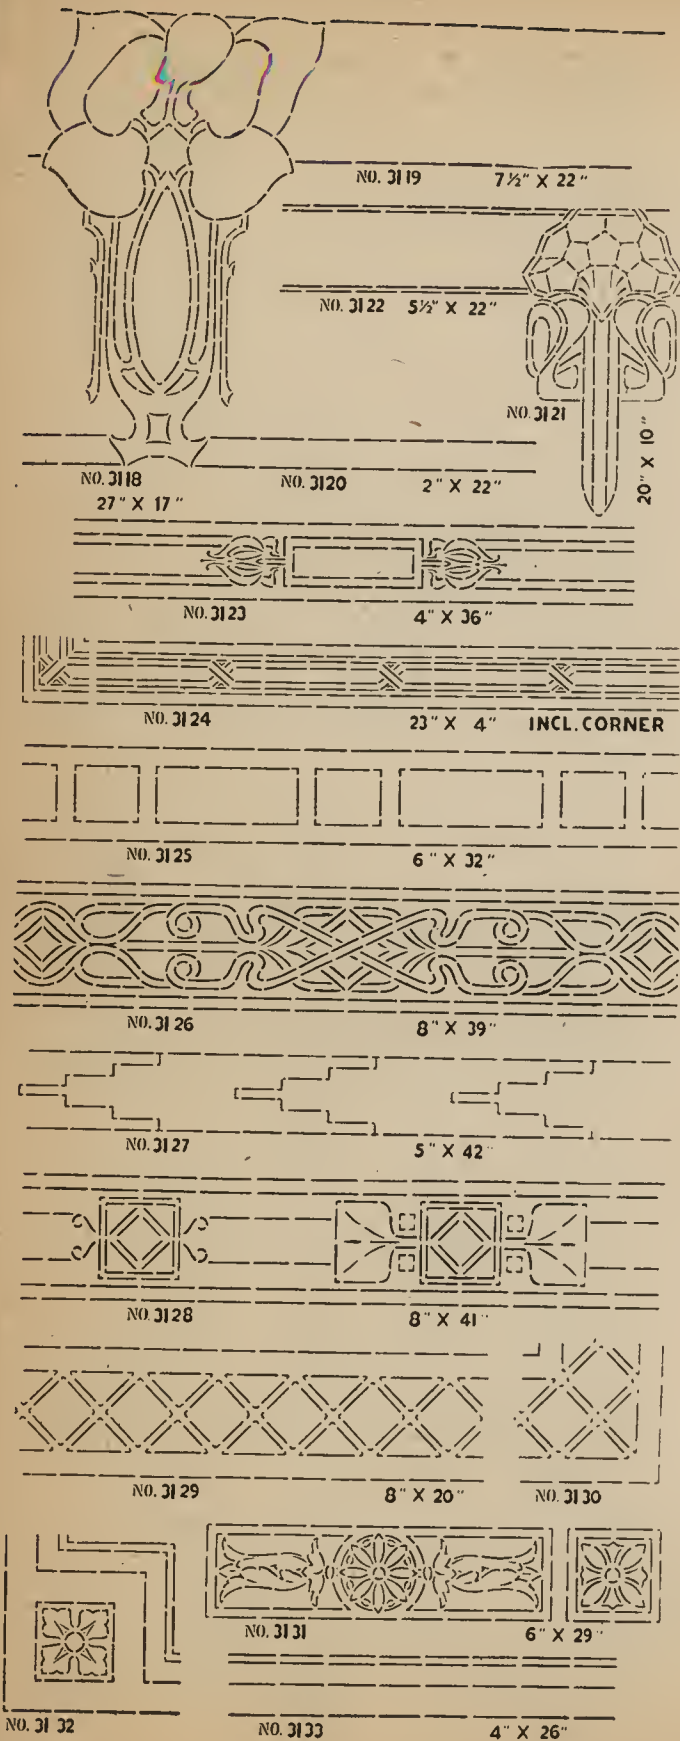 NO. 3119 7½" X 22"
NO. 3122 5½" X 22"
NO. 3121
20" X 10"
NO. 3118 NO. 3120 2" X 22"
27" X 17"
NO. 3123 4" X 36"
NO. 3124 23" X 4" INCL. CORNER
NO. 3125 6" X 32"
NO. 3126 8" X 39"
NO. 3127 5" X 42"
NO. 3128 8" X 41"
NO. 3129 8" X 20" NO. 3130
NO. 3131 6" X 29"
NO. 3132 NO. 3133 4" X 26"